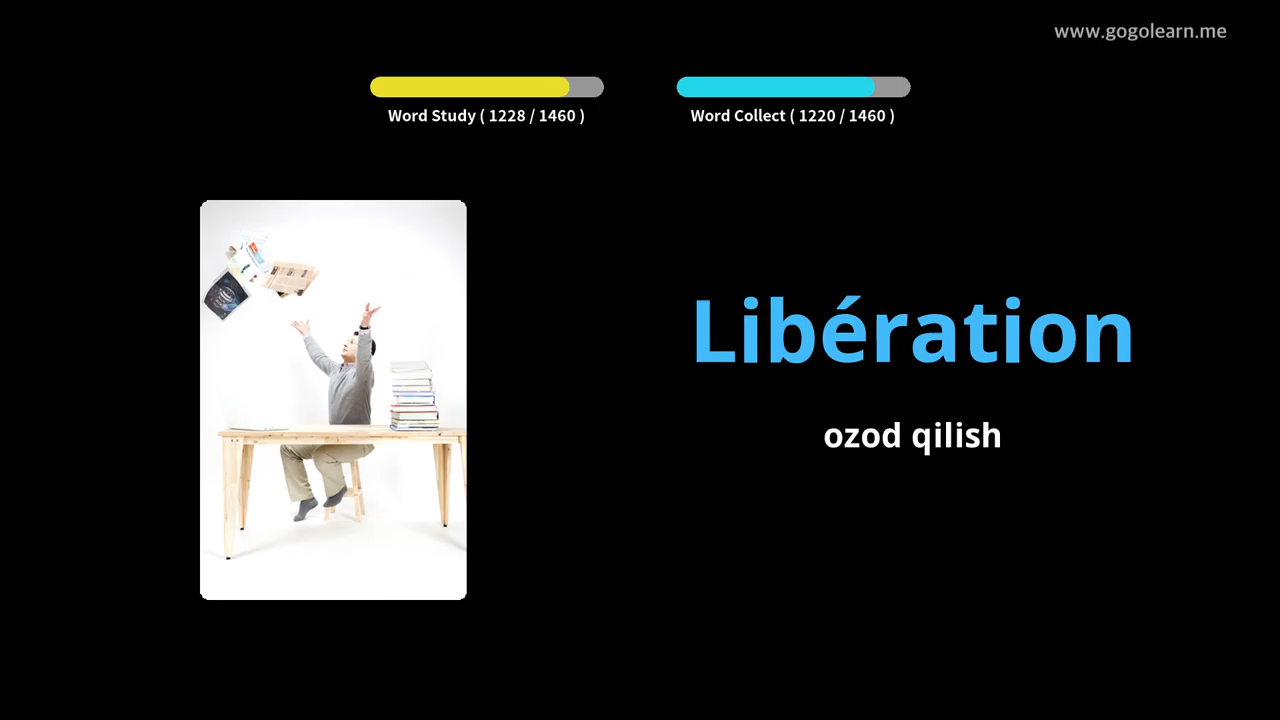 www.gogolearn.me
Word Study ( 1228 / 1460 )
Word Collect ( 1220 / 1460 )
Libération
ozod qilish